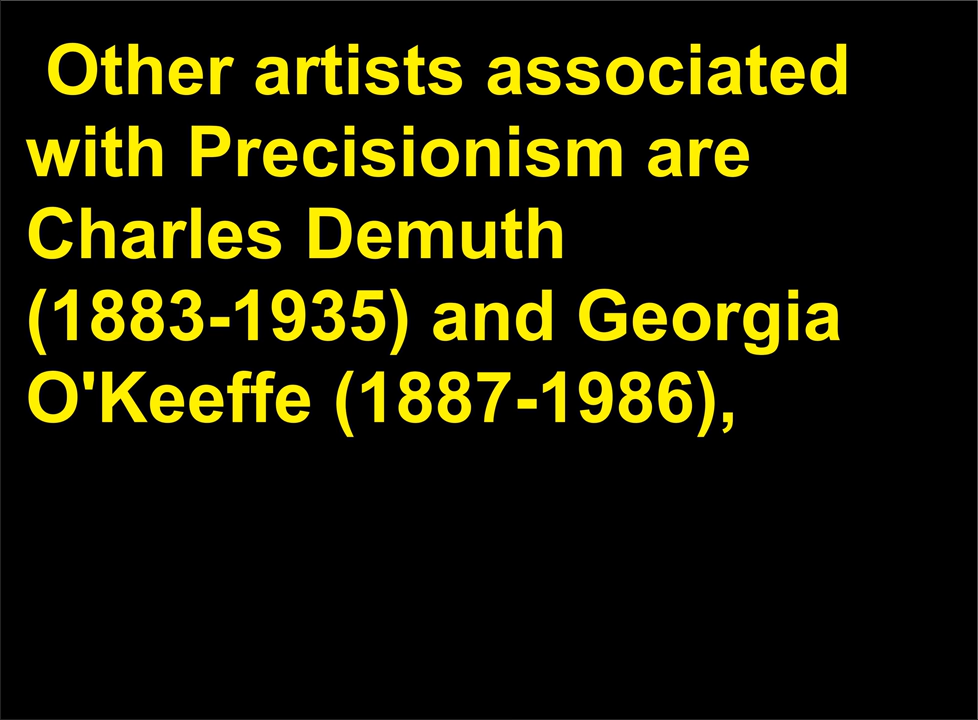 Other artists associated
with Precisionism are
Charles Demuth
(1883-1935) and Georgia
O'Keeffe (1887-1986),